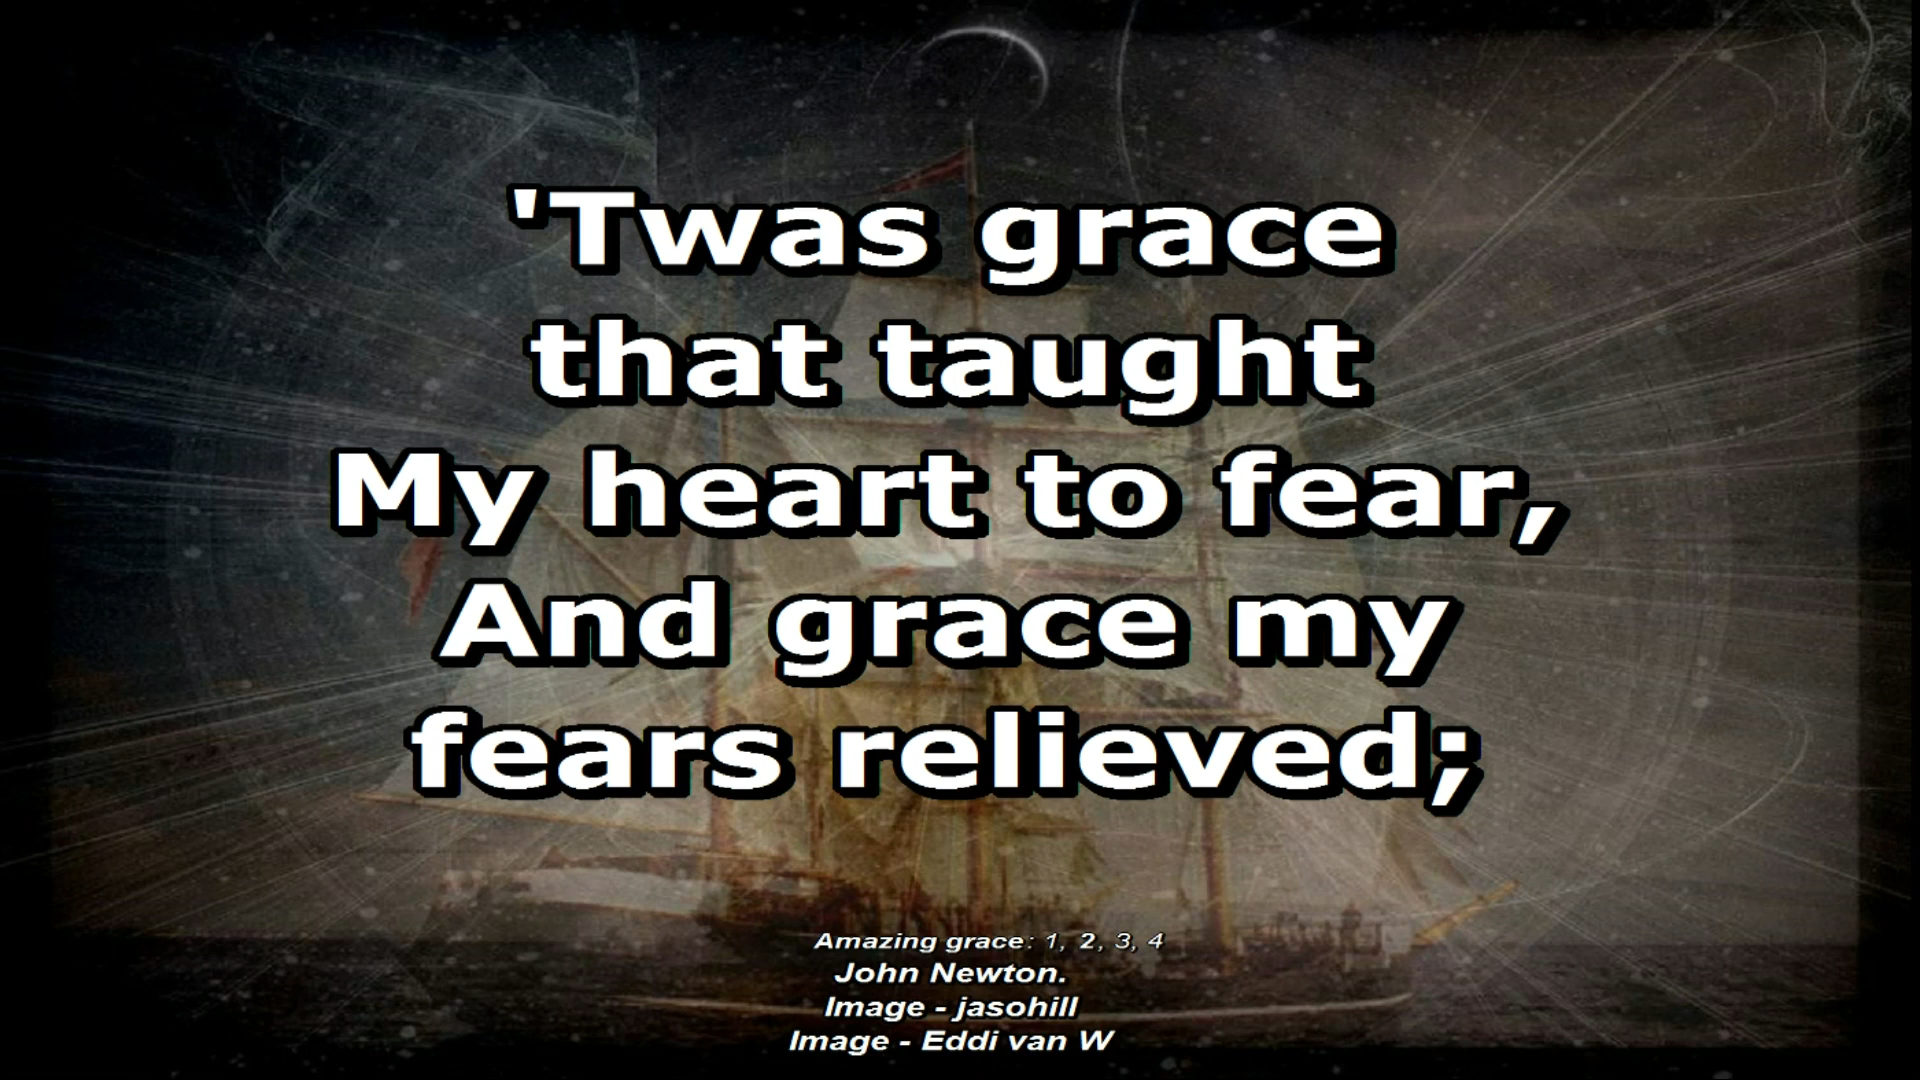 'Twas grace
that taught
My heart to fear,
And grace my
fears relieved;
Amazing grace: 1, 2, 3, 4
John Newton.
Image - jasohill
Image - Eddi van W